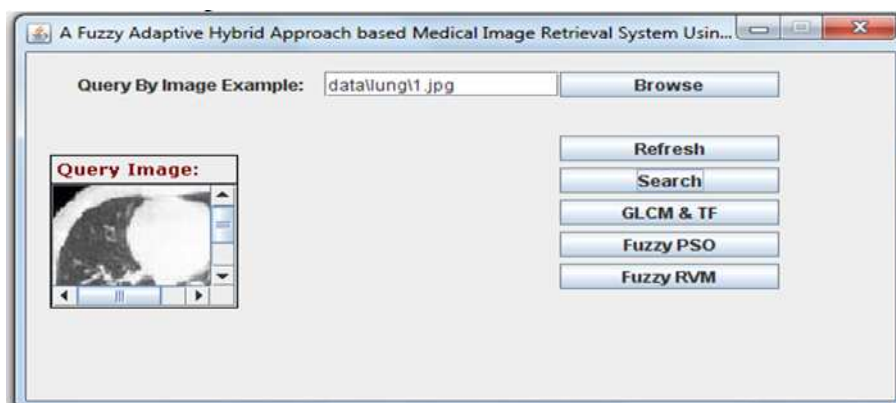 A Fuzzy Adaptive Hybrid Approach based Medical Image Retrieval System Usin...
Query By Image Example: data\lung\1.jpg Browse
Refresh
Query Image:
Search
GLCM & TF
Fuzzy PSO
Fuzzy RVM